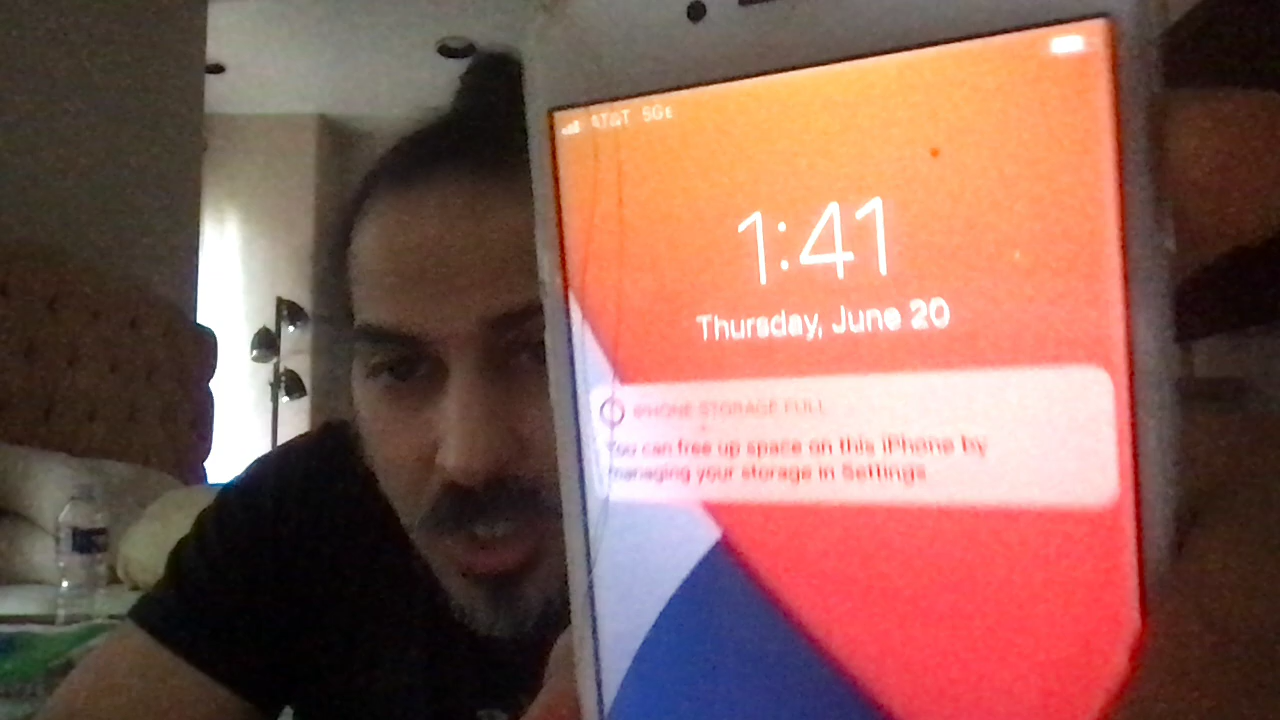 AT&T 5GE
1:41
Thursday, June 20
IPHONE STORAGE FULL
You can free up space on this iPhone by
managing your storage in Settings